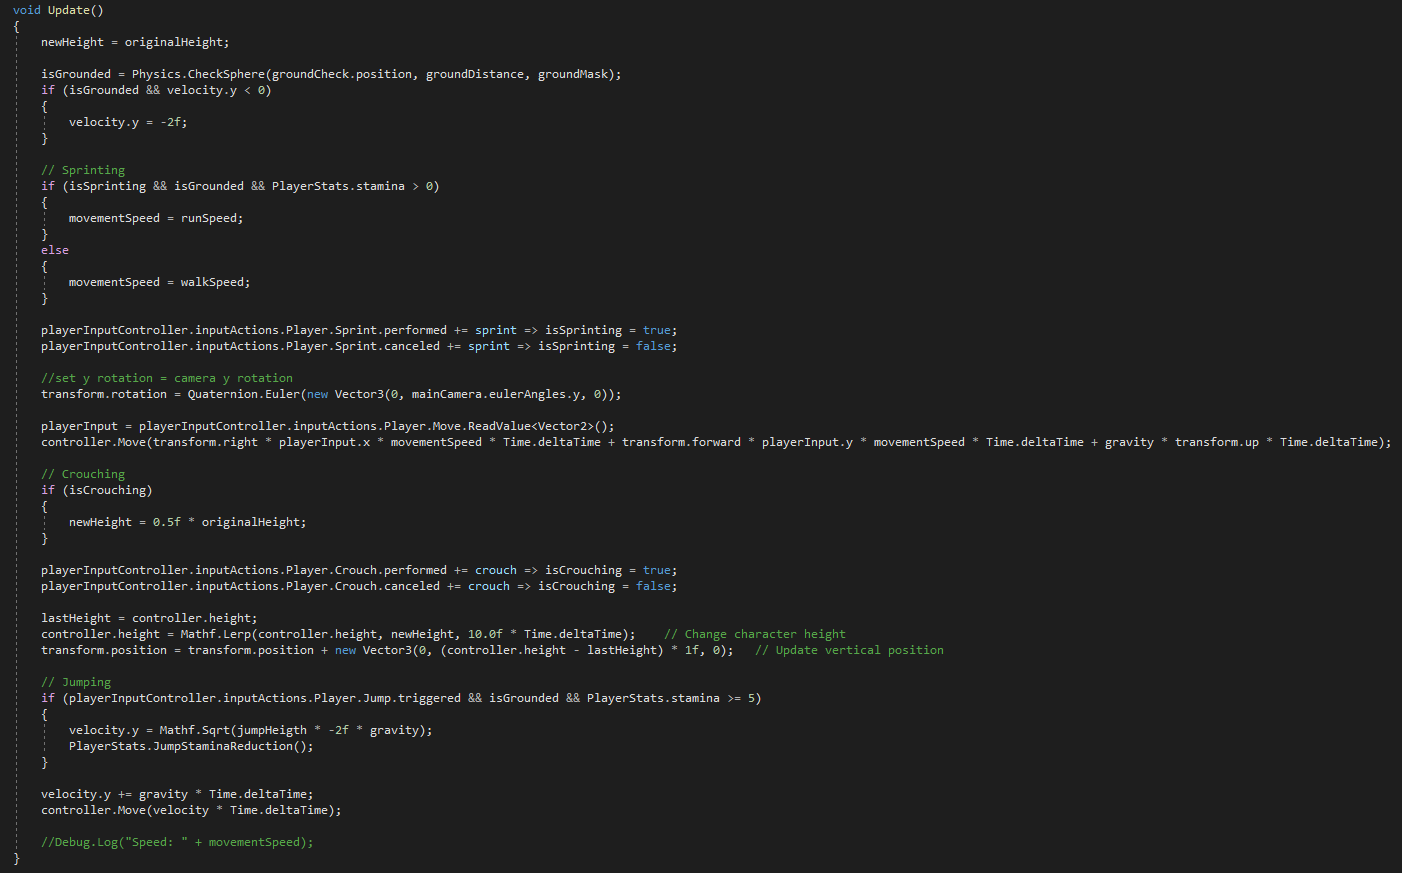 void Update()
{
newHeight = originalHeight;
isGrounded = Physics.CheckSphere(groundCheck.position, groundDistance, groundMask);
if (isGrounded && velocity.y < 0)
{
velocity.y = -2f;
}
// Sprinting
if (isSprinting && isGrounded && PlayerStats.stamina > 0)
{
movementSpeed = runSpeed;
}
else
{
movementSpeed = walkSpeed;
}
playerInputController.inputActions.Player.Sprint.performed += sprint => isSprinting = true;
playerInputController.inputActions.Player.Sprint.canceled += sprint => isSprinting = false;
//set y rotation = camera y rotation
transform.rotation = Quaternion.Euler(new Vector3(0, mainCamera.eulerAngles.y, 0));
playerInput = playerInputController.inputActions.Player.Move.ReadValue<Vector2>();
controller.Move(transform.right * playerInput.x * movementSpeed * Time.deltaTime + transform.forward * playerInput.y * movementSpeed * Time.deltaTime + gravity * transform.up * Time.deltaTime);
// Crouching
if (isCrouching)
{
newHeight = 0.5f * originalHeight;
}
playerInputController.inputActions.Player.Crouch.performed += crouch => isCrouching = true;
playerInputController.inputActions.Player.Crouch.canceled += crouch => isCrouching = false;
lastHeight = controller.height;
controller.height = Mathf.Lerp(controller.height, newHeight, 10.0f * Time.deltaTime);    // Change character height
transform.position = transform.position + new Vector3(0, (controller.height - lastHeight) * 1f, 0);   // Update vertical position
// Jumping
if (playerInputController.inputActions.Player.Jump.triggered && isGrounded && PlayerStats.stamina >= 5)
{
velocity.y = Mathf.Sqrt(jumpHeigth * -2f * gravity);
PlayerStats.JumpStaminaReduction();
}
velocity.y += gravity * Time.deltaTime;
controller.Move(velocity * Time.deltaTime);
//Debug.Log("Speed: " + movementSpeed);
}